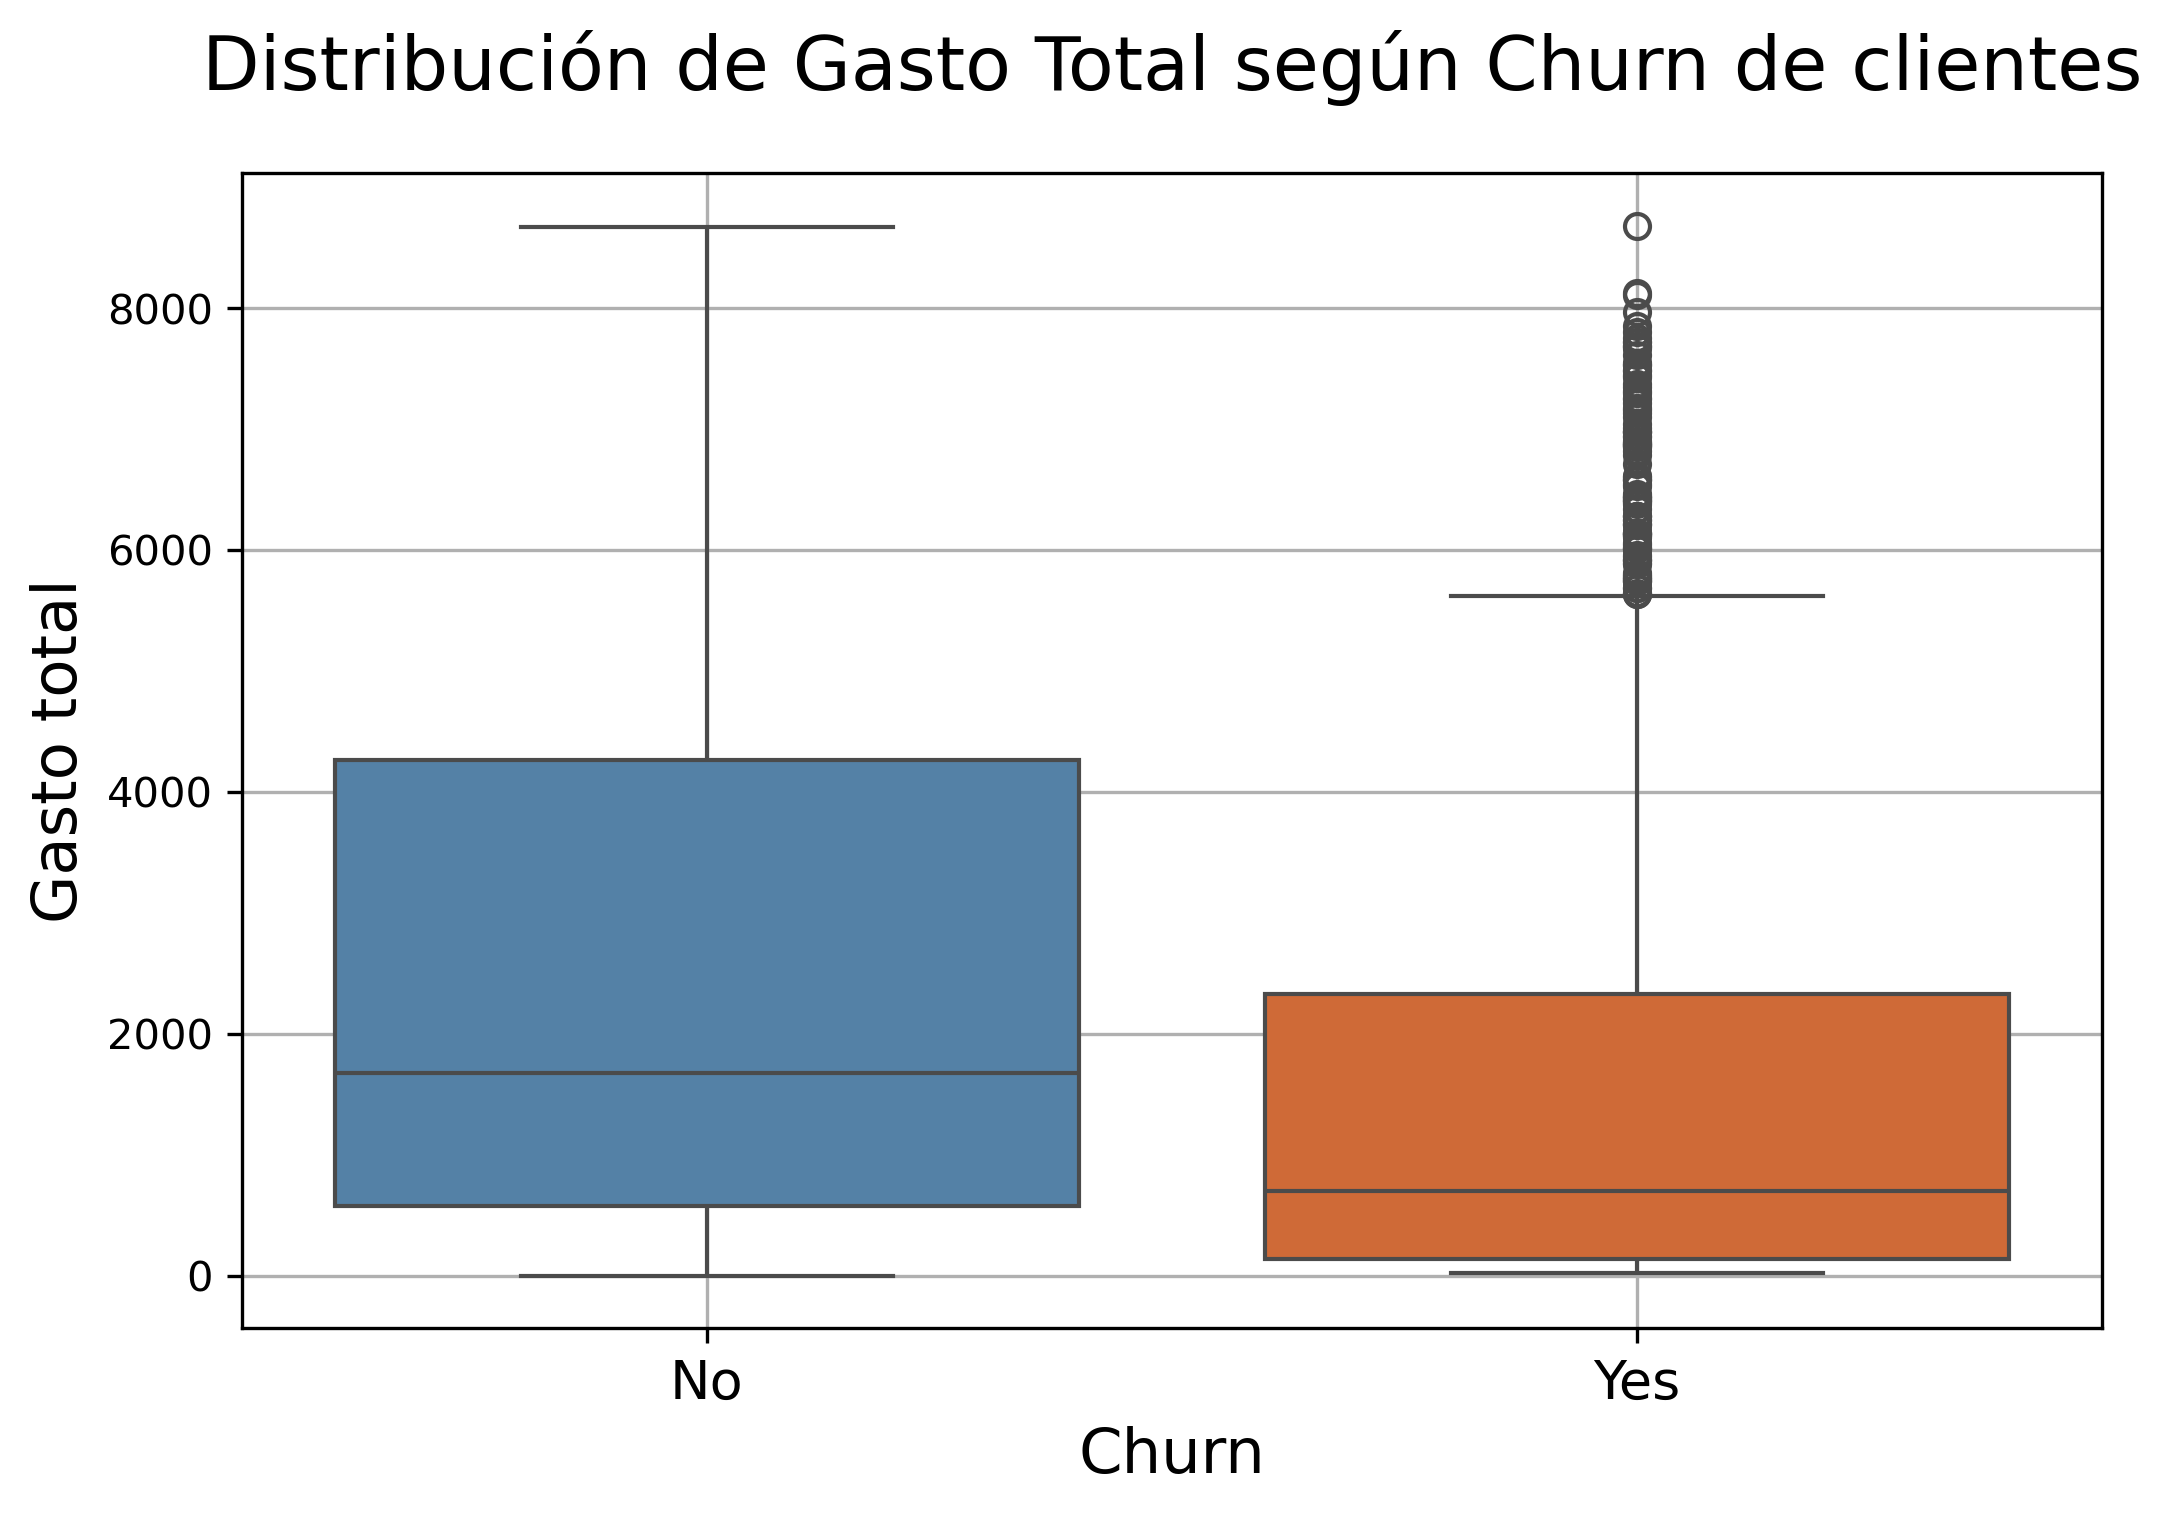 Distribución de Gasto Total según Churn de clientes
Gasto total
8000
6000
4000
2000
0
No
Yes
Churn